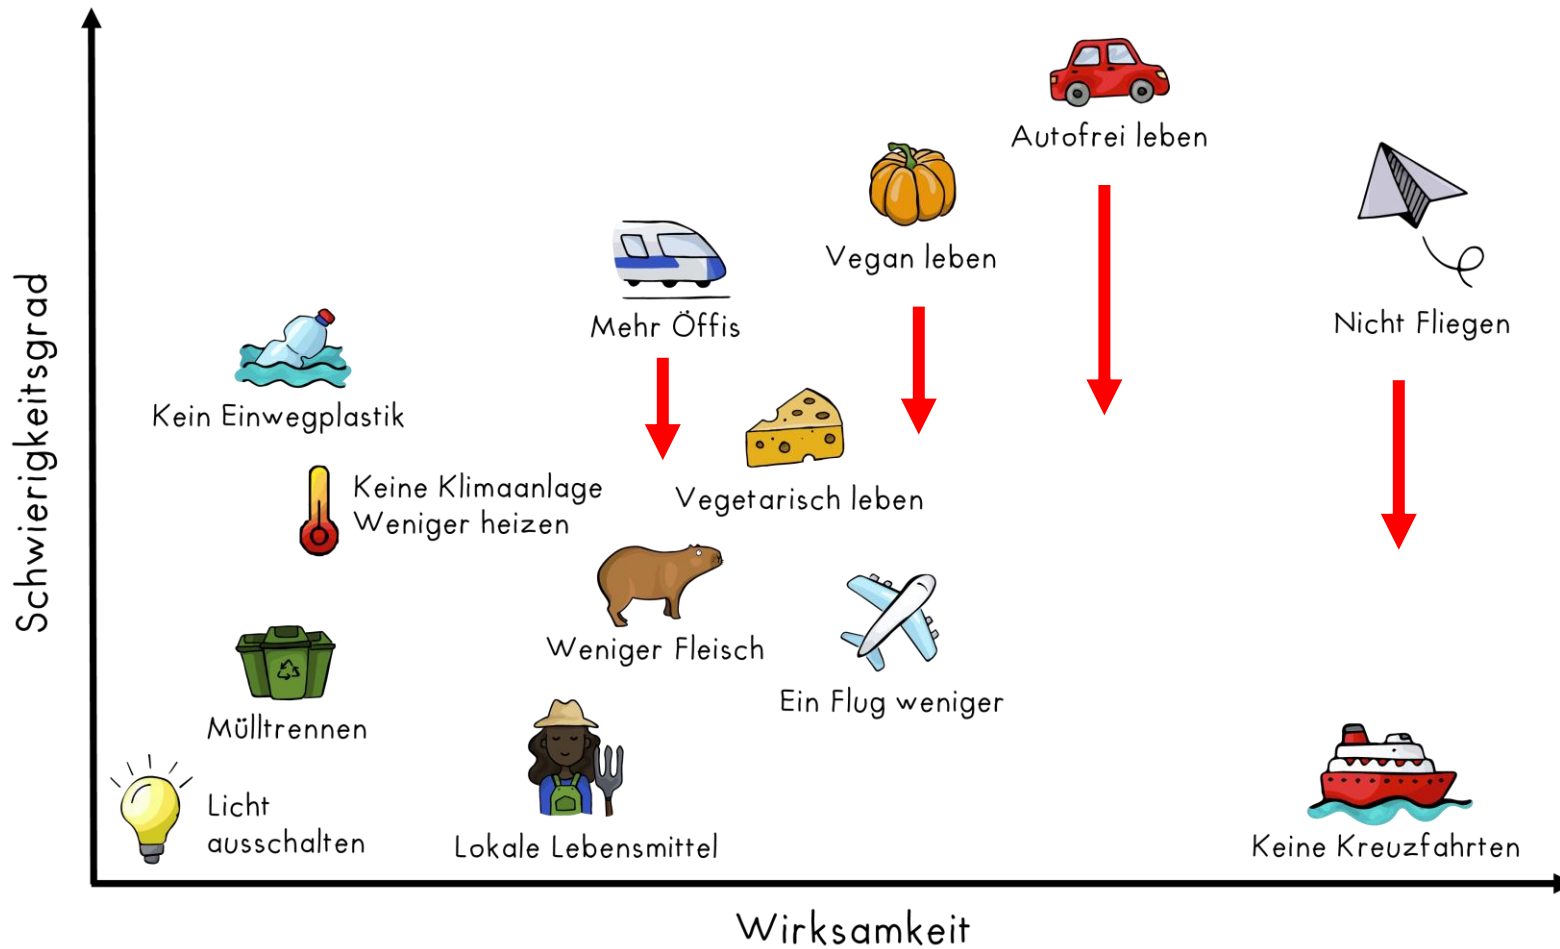 Autofrei leben
Vegan leben
Mehr Öffis
Nicht Fliegen
Kein Einwegplastik
Keine Klimaanlage
Weniger heizen
Vegetarisch leben
Weniger Fleisch
Ein Flug weniger
Mülltrennen
Licht
ausschalten
Lokale Lebensmittel
Keine Kreuzfahrten
Schwierigkeitsgrad
Wirksamkeit